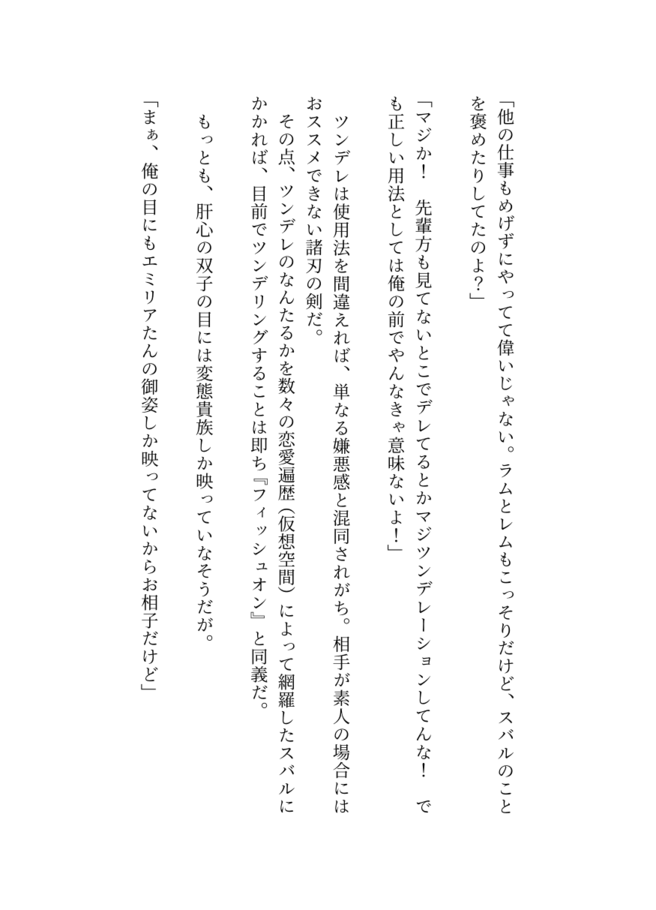 「他の仕事もめげずにやってて偉いじゃない。ラムとレムもこっそりだけど、スバルのこと
を褒めたりしてたのよ？」
「マジか！　先輩方も見てないとこでデレてるとかマジツンデレーションしてんな！　で
も正しい用法としては俺の前でやんなきゃ意味ないよ！」
　ツンデレは使用法を間違えれば、単なる嫌悪感と混同されがち。相手が素人の場合には
おススメできない諸刃の剣だ。
　その点、ツンデレのなんたるかを数々の恋愛遍歴（仮想空間）によって網羅したスバルに
かかれば、目前でツンデリングすることは即ち『フィッシュオン』と同義だ。
　もっとも、肝心の双子の目には変態貴族しか映っていなそうだが。
「まぁ、俺の目にもエミリアたんの御姿しか映ってないからお相子だけど」